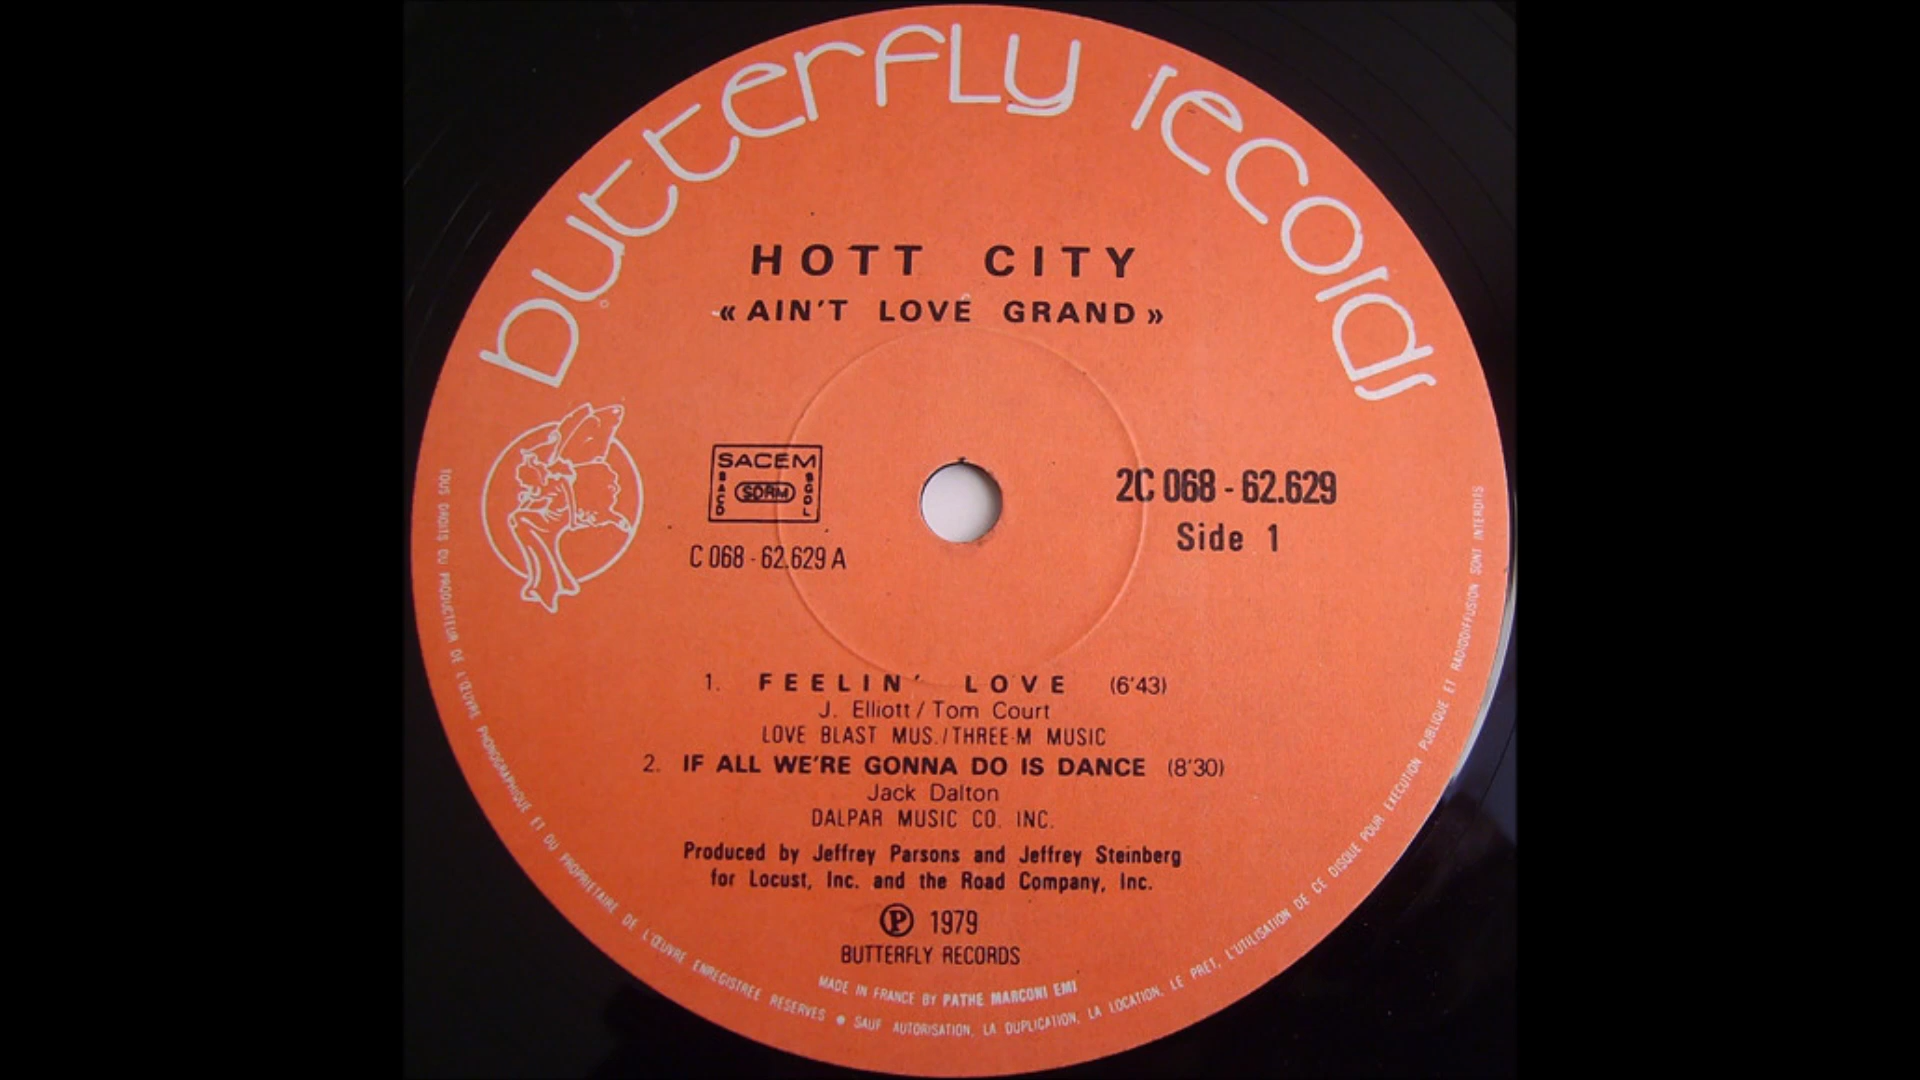 butterfly records
HOTT CITY
«AIN'T LOVE GRAND»
SACEM
SACD
SDRM
SGDL
C 068 - 62.629 A
2C 068 - 62.629
Side 1
1. FEELIN' LOVE (6'43)
J. Elliott / Tom Court
LOVE BLAST MUS. / THREE-M MUSIC
2. IF ALL WE'RE GONNA DO IS DANCE (8'30)
Jack Dalton
DALPAR MUSIC CO. INC.
Produced by Jeffrey Parsons and Jeffrey Steinberg
for Locust, Inc. and the Road Company, Inc.
Ⓟ 1979
BUTTERFLY RECORDS
MADE IN FRANCE BY PATHE MARCONI EMI
TOUS DROITS DU PRODUCTEUR DE L'ŒUVRE PHONOGRAPHIQUE ET DU PROPRIETAIRE DE L'ŒUVRE ENREGISTREE RESERVES ● SAUF AUTORISATION, LA DUPLICATION, LA LOCATION, LE PRET, L'UTILISATION DE CE DISQUE POUR EXECUTION PUBLIQUE ET RADIODIFFUSION SONT INTERDITS